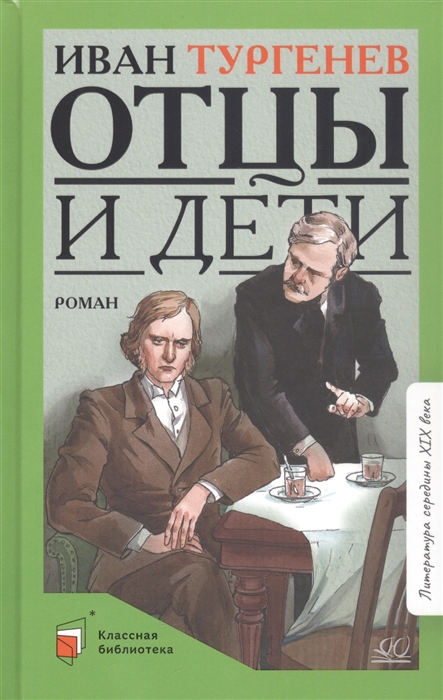 ИВАН ТУРГЕНЕВ
ОТЦЫ
И ДЕТИ
РОМАН
Литература середины XIX века
*
Классная
библиотека